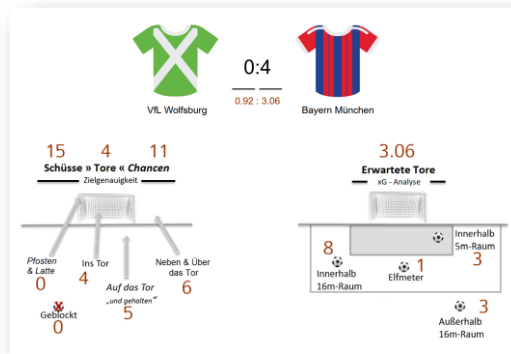 0:4
0.92 : 3.06
VfL Wolfsburg
Bayern München
15 4 11
Schüsse » Tore « Chancen
Zielgenauigkeit
Pfosten
& Latte
0
Ins Tor
4
Auf das Tor
„und gehalten“
5
Neben & Über
das Tor
6
Geblockt
0
3.06
Erwartete Tore
xG - Analyse
Innerhalb
5m-Raum
3
8
Innerhalb
16m-Raum
1
Elfmeter
3
Außerhalb
16m-Raum